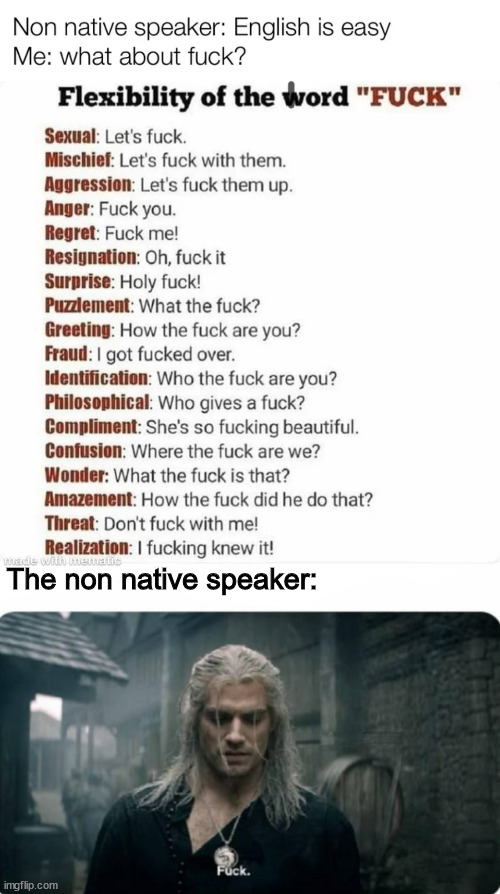 Non native speaker: English is easy
Me: what about fuck?
Flexibility of the word "FUCK"
Sexual: Let's fuck.
Mischief: Let's fuck with them.
Aggression: Let's fuck them up.
Anger: Fuck you.
Regret: Fuck me!
Resignation: Oh, fuck it
Surprise: Holy fuck!
Puzzlement: What the fuck?
Greeting: How the fuck are you?
Fraud: I got fucked over.
Identification: Who the fuck are you?
Philosophical: Who gives a fuck?
Compliment: She's so fucking beautiful.
Confusion: Where the fuck are we?
Wonder: What the fuck is that?
Amazement: How the fuck did he do that?
Threat: Don't fuck with me!
Realization: I fucking knew it!
made with mematic
The non native speaker:
Fuck.
imgflip.com